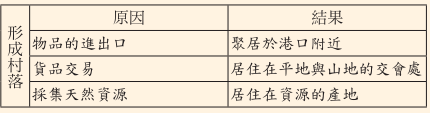 形成村落
原因 結果
物品的進出口 聚居於港口附近
貨品交易 居住在平地與山地的交會處
採集天然資源 居住在資源的產地